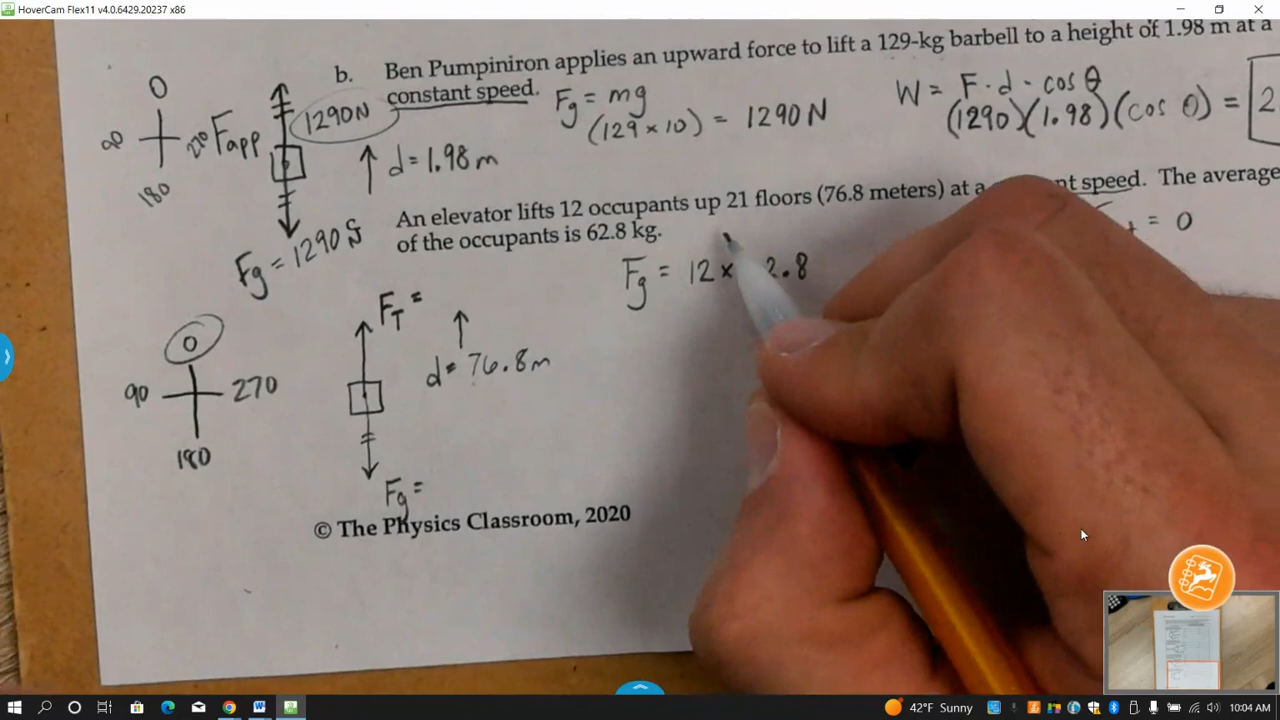 HoverCam Flex11 v4.0.6429.20237 x86
b. Ben Pumpiniron applies an upward force to lift a 129-kg barbell to a height of 1.98 m at a
constant speed.
Fg = mg
(129 x 10) = 1290 N
W = F · d · cos θ
(1290)(1.98)(cos 0) = 2
0
90
270
180
Fapp
1290N
d = 1.98 m
Fg = 1290
An elevator lifts 12 occupants up 21 floors (76.8 meters) at a speed. The average
of the occupants is 62.8 kg.
= 0
Fg = 12 x 2.8
FT =
d = 76.8m
0
90
270
180
Fg =
© The Physics Classroom, 2020
42°F Sunny
10:04 AM